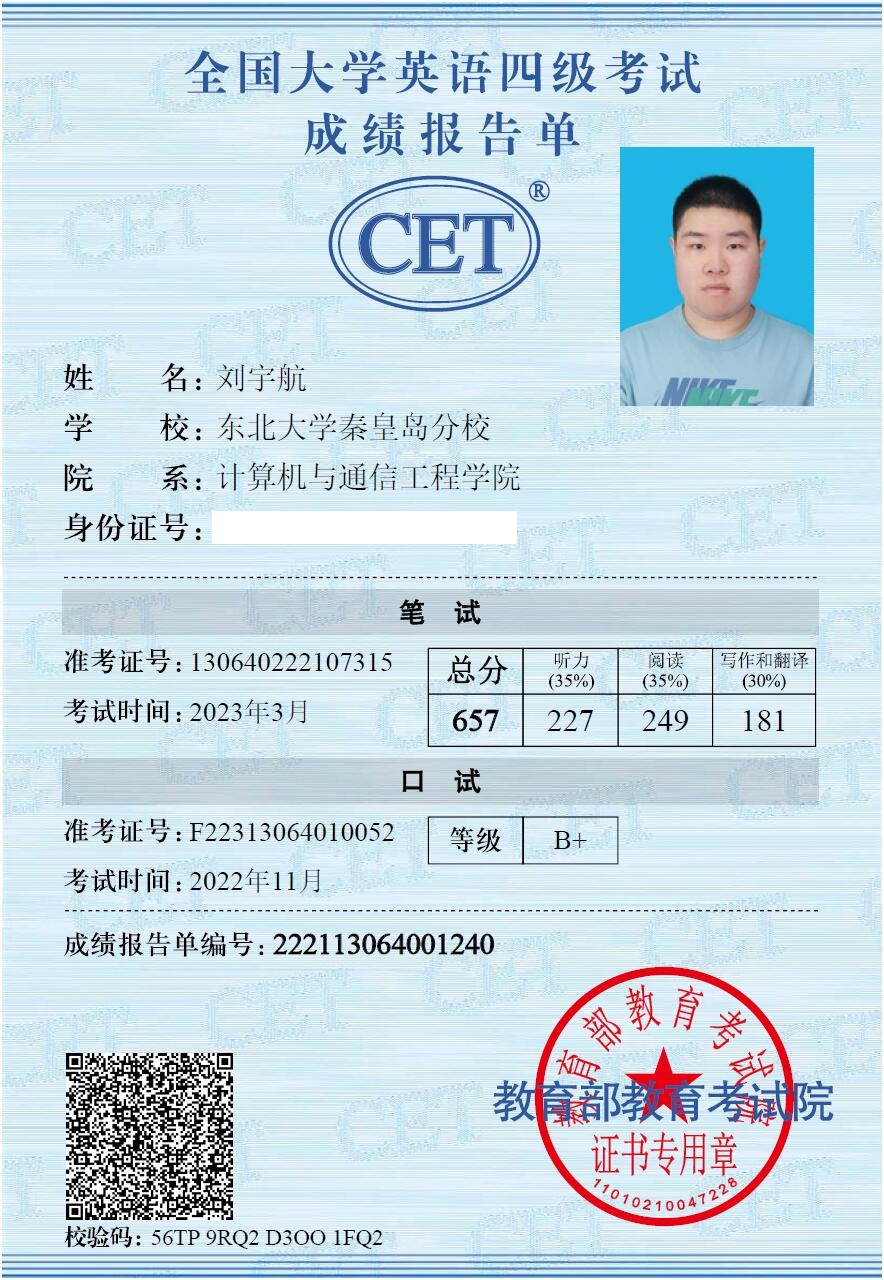 全国大学英语四级考试
成绩报告单
CET®
NIKE
姓 名：刘宇航
学 校：东北大学秦皇岛分校
院 系：计算机与通信工程学院
身份证号：
笔 试
准考证号：130640222107315
考试时间：2023年3月
总分 听力(35%) 阅读(35%) 写作和翻译(30%)
657 227 249 181
口 试
准考证号：F22313064010052
等级 B+
考试时间：2022年11月
成绩报告单编号：222113064001240
教育部教育考试院
教育部教育考试院
证书专用章
11010210047228
校验码：56TP 9RQ2 D3OO 1FQ2